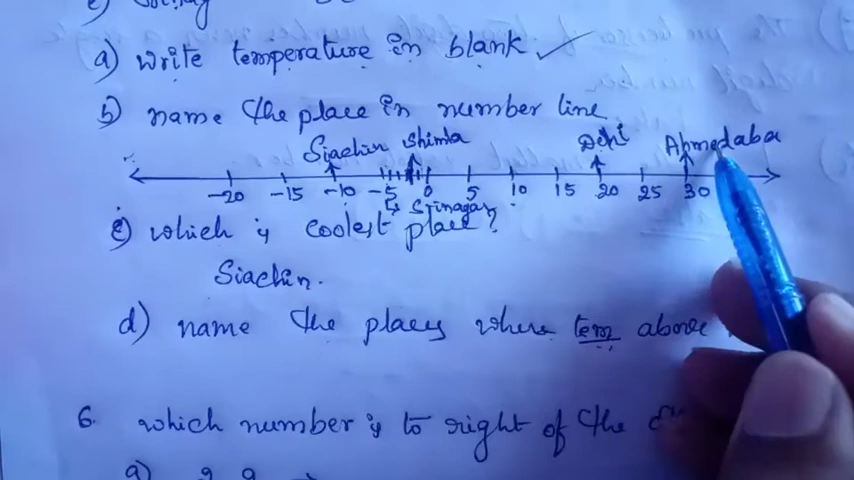 a) write temperature in blank ✓
b) name the place in number line
Siachin Shimla Delhi Ahmedaba
-20 -15 -10 -5 0 5 10 15 20 25 30
Srinagar
c) which is coolest place?
Siachin.
d) name the places where tem above
6. which number is to right of the
a)